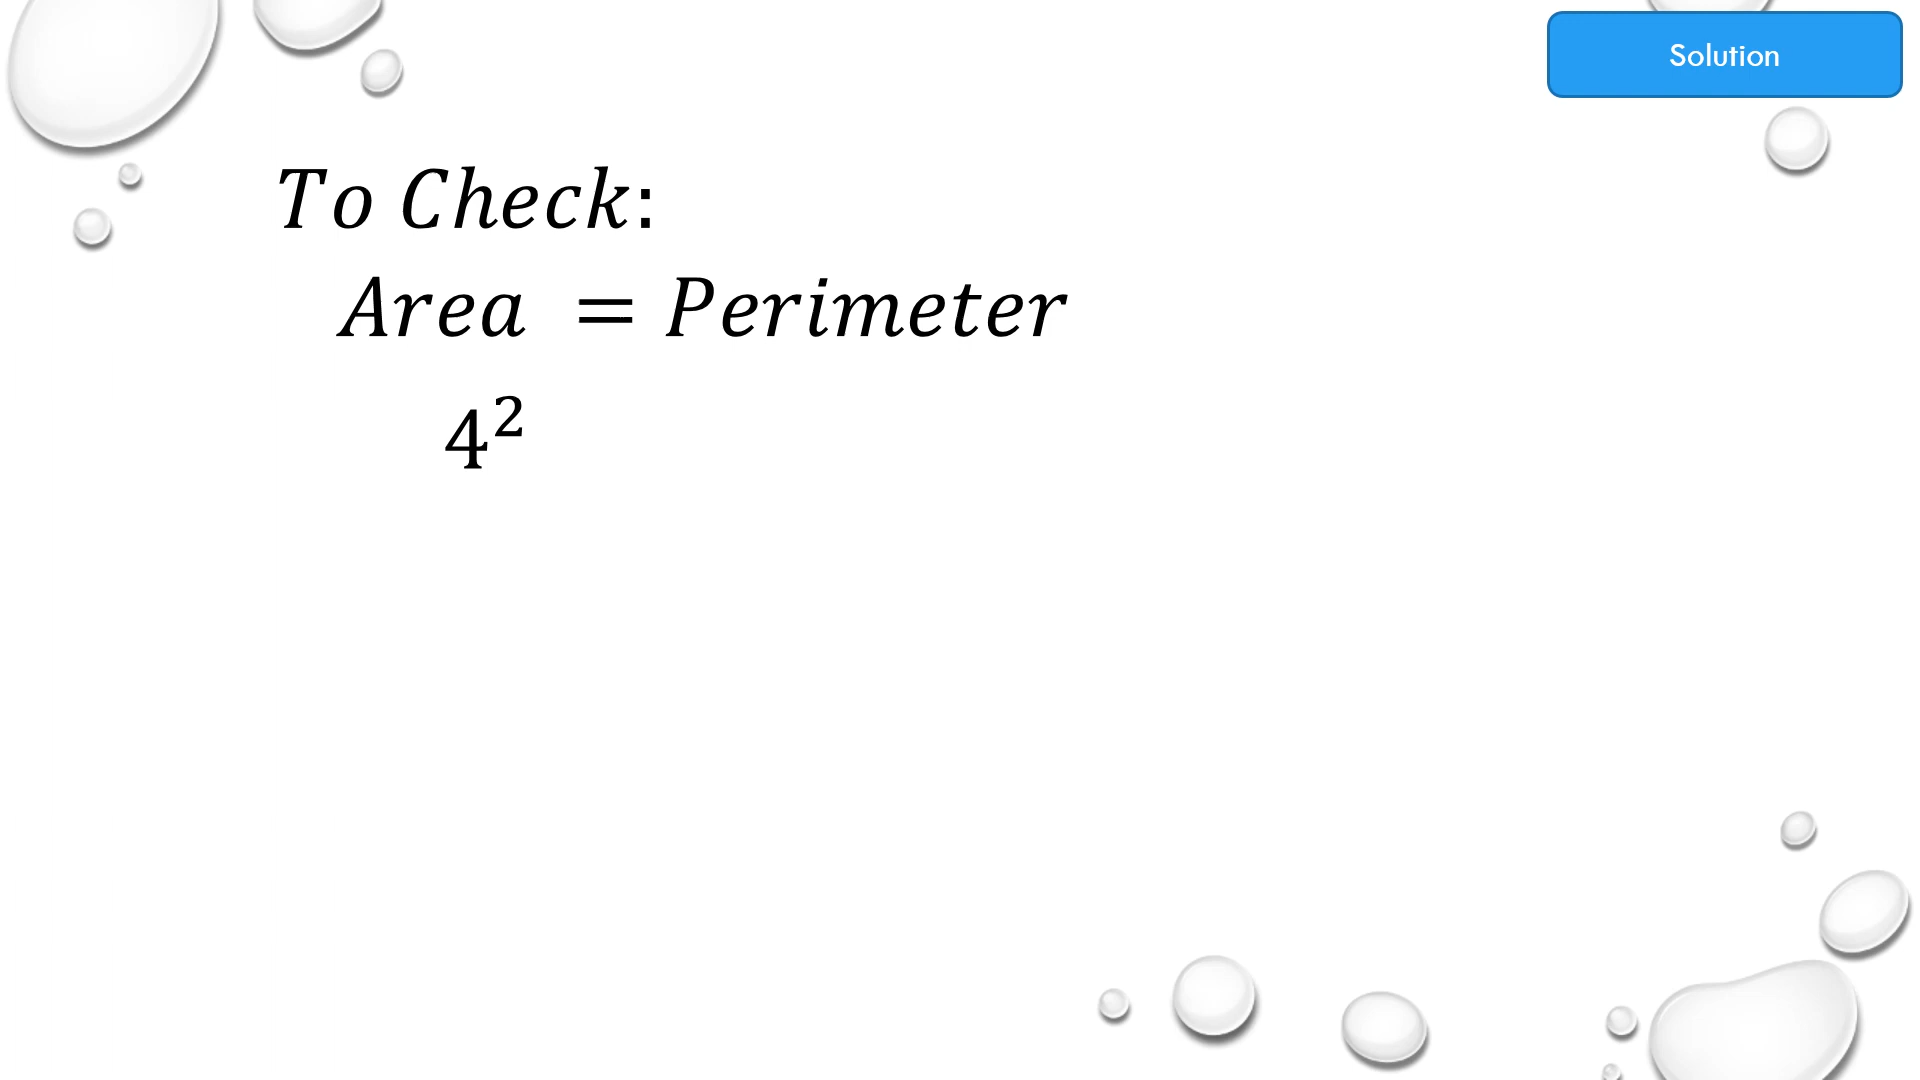 Solution
To Check:
Area = Perimeter
4²